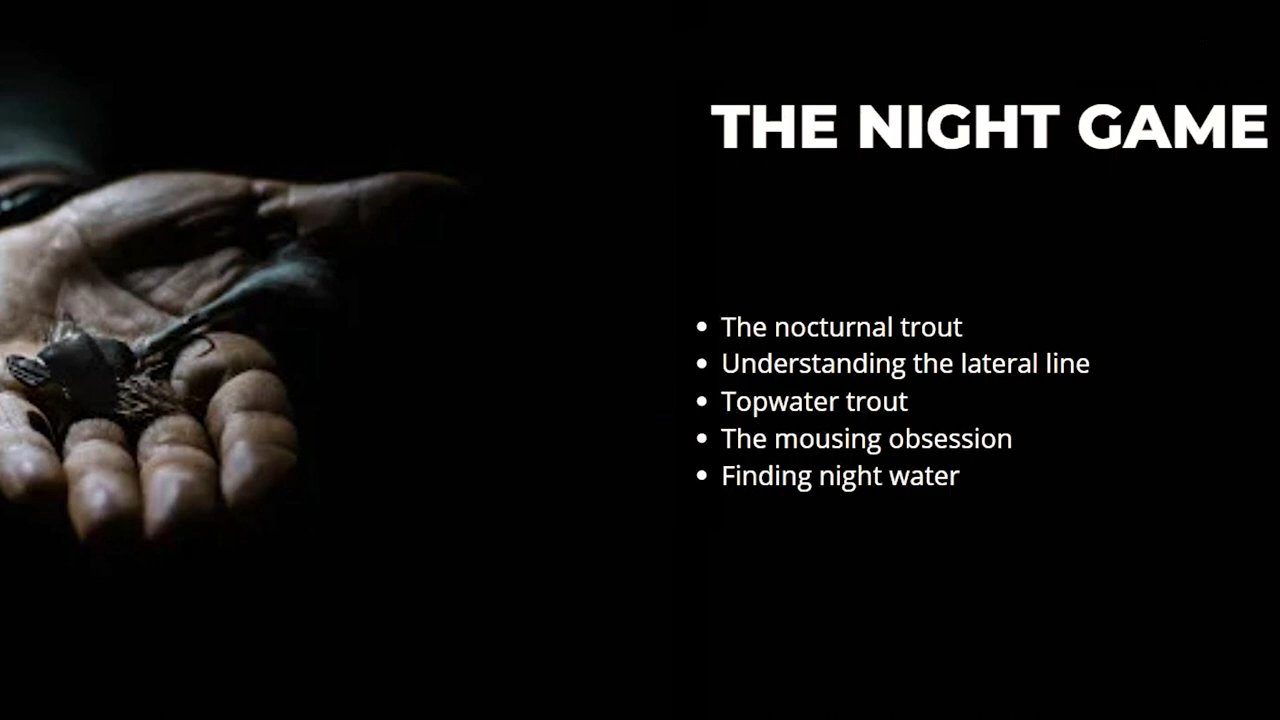 THE NIGHT GAME
• The nocturnal trout
• Understanding the lateral line
• Topwater trout
• The mousing obsession
• Finding night water